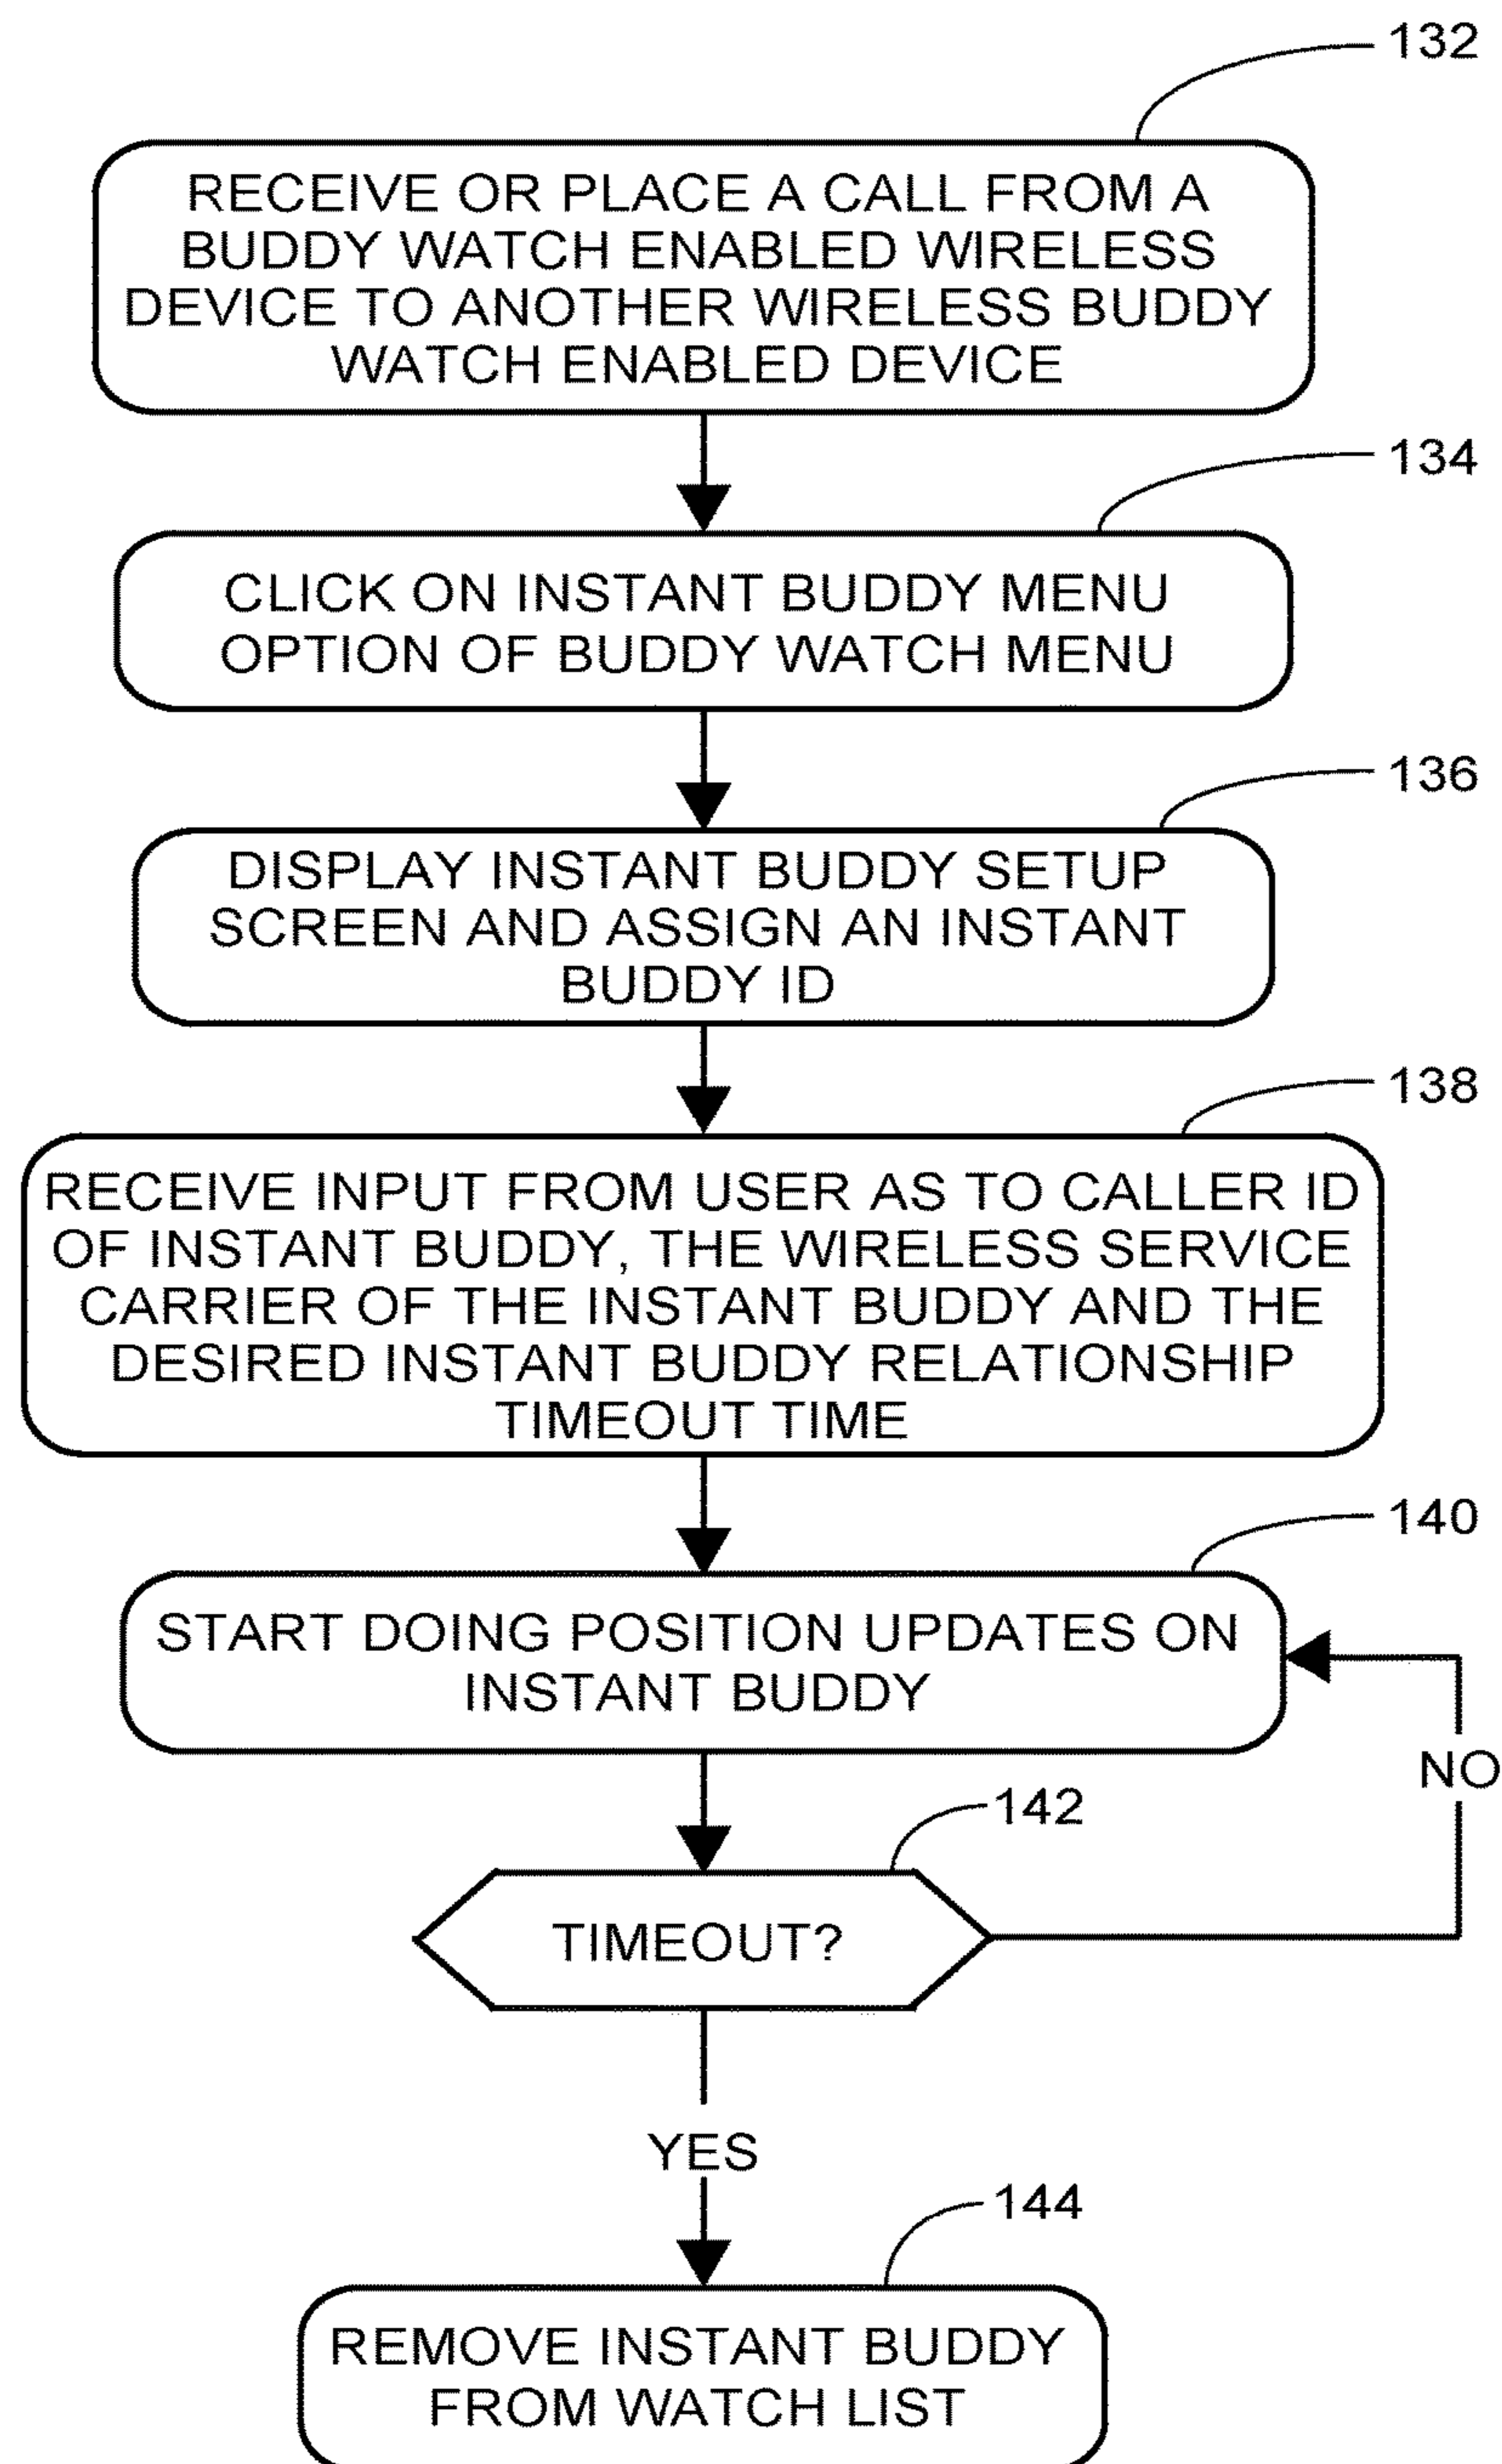 132
RECEIVE OR PLACE A CALL FROM A
BUDDY WATCH ENABLED WIRELESS
DEVICE TO ANOTHER WIRELESS BUDDY
WATCH ENABLED DEVICE
134
CLICK ON INSTANT BUDDY MENU
OPTION OF BUDDY WATCH MENU
136
DISPLAY INSTANT BUDDY SETUP
SCREEN AND ASSIGN AN INSTANT
BUDDY ID
138
RECEIVE INPUT FROM USER AS TO CALLER ID
OF INSTANT BUDDY, THE WIRELESS SERVICE
CARRIER OF THE INSTANT BUDDY AND THE
DESIRED INSTANT BUDDY RELATIONSHIP
TIMEOUT TIME
140
START DOING POSITION UPDATES ON
INSTANT BUDDY
NO
142
TIMEOUT?
YES
144
REMOVE INSTANT BUDDY
FROM WATCH LIST